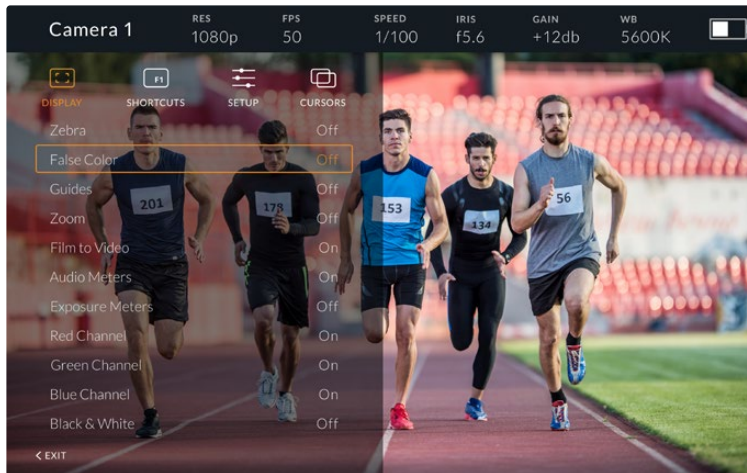 Camera 1
RES FPS SPEED IRIS GAIN WB
1080p 50 1/100 f5.6 +12db 5600K
F1
DISPLAY SHORTCUTS SETUP CURSORS
Zebra Off
False Color Off
Guides Off
Zoom Off
Film to Video On
Audio Meters On
Exposure Meters Off
Red Channel On
Green Channel On
Blue Channel On
Black & White Off
< EXIT
201
178
153
134
56